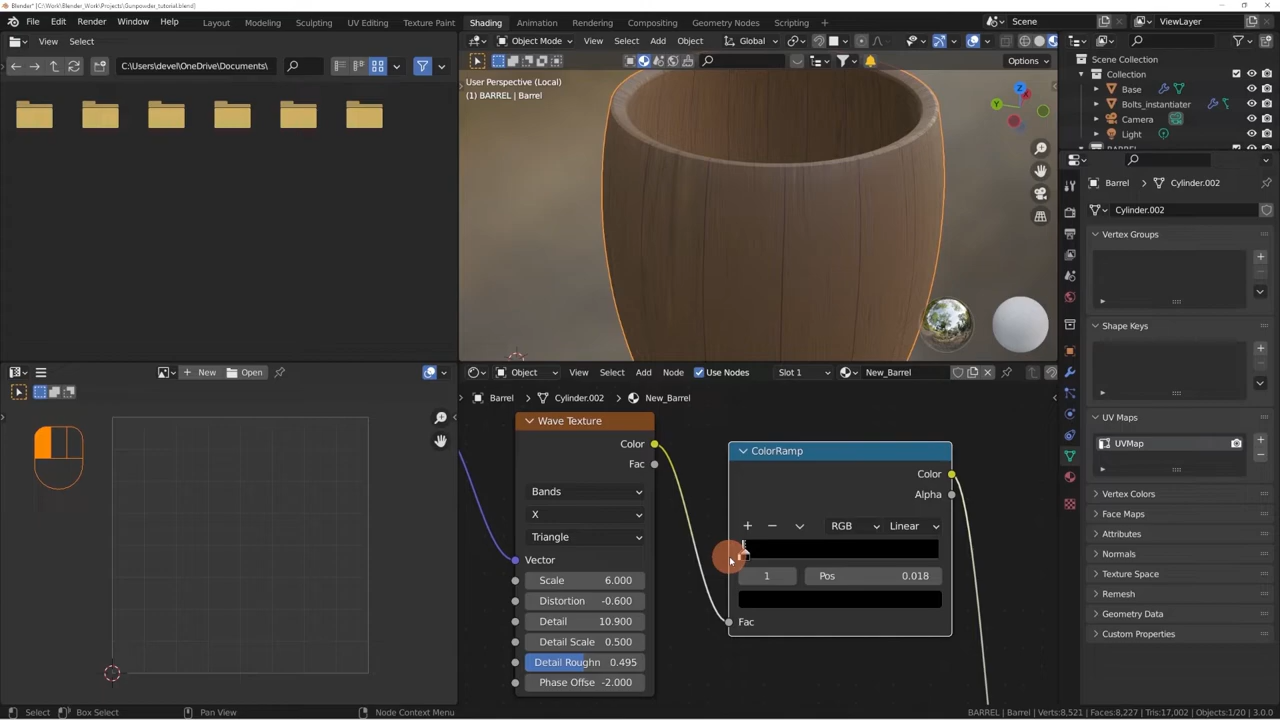 Blender* [C:\Work\Blender_Work\Projects\Gunpowder_tutorial.blend]
File Edit Render Window Help Layout Modeling Sculpting UV Editing Texture Paint Shading Animation Rendering Compositing Geometry Nodes Scripting Scene ViewLayer
View Select
Object Mode View Select Add Object Global
C:\Users\devel\OneDrive\Documents\
Options
User Perspective (Local)
(1) BARREL | Barrel
Z
Y
X
Scene Collection
Collection
Base
Bolts_instantiater
Camera
Light
BARREL
Barrel Cylinder.002
Cylinder.002
Vertex Groups
Shape Keys
UV Maps
UVMap
Vertex Colors
Face Maps
Attributes
Normals
Texture Space
Remesh
Geometry Data
Custom Properties
New Open
Object View Select Add Node Use Nodes Slot 1 New_Barrel
Barrel Cylinder.002 New_Barrel
Wave Texture
Color
Fac
Bands
X
Triangle
Vector
Scale 6.000
Distortion -0.600
Detail 10.900
Detail Scale 0.500
Detail Roughn 0.495
Phase Offse -2.000
ColorRamp
Color
Alpha
RGB Linear
1 Pos 0.018
Fac
Select Box Select Pan View Node Context Menu BARREL | Barrel | Verts:8,521 | Faces:8,227 | Tris:17,002 | Objects:1/20 | 3.0.0